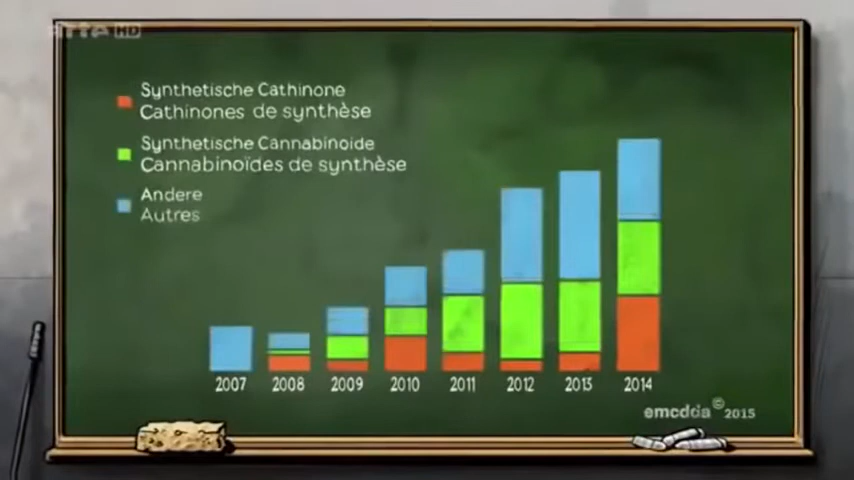 arte HD
Synthetische Cathinone
Cathinones de synthèse
Synthetische Cannabinoide
Cannabinoïdes de synthèse
Andere
Autres
2007 2008 2009 2010 2011 2012 2013 2014
emcdda © 2015